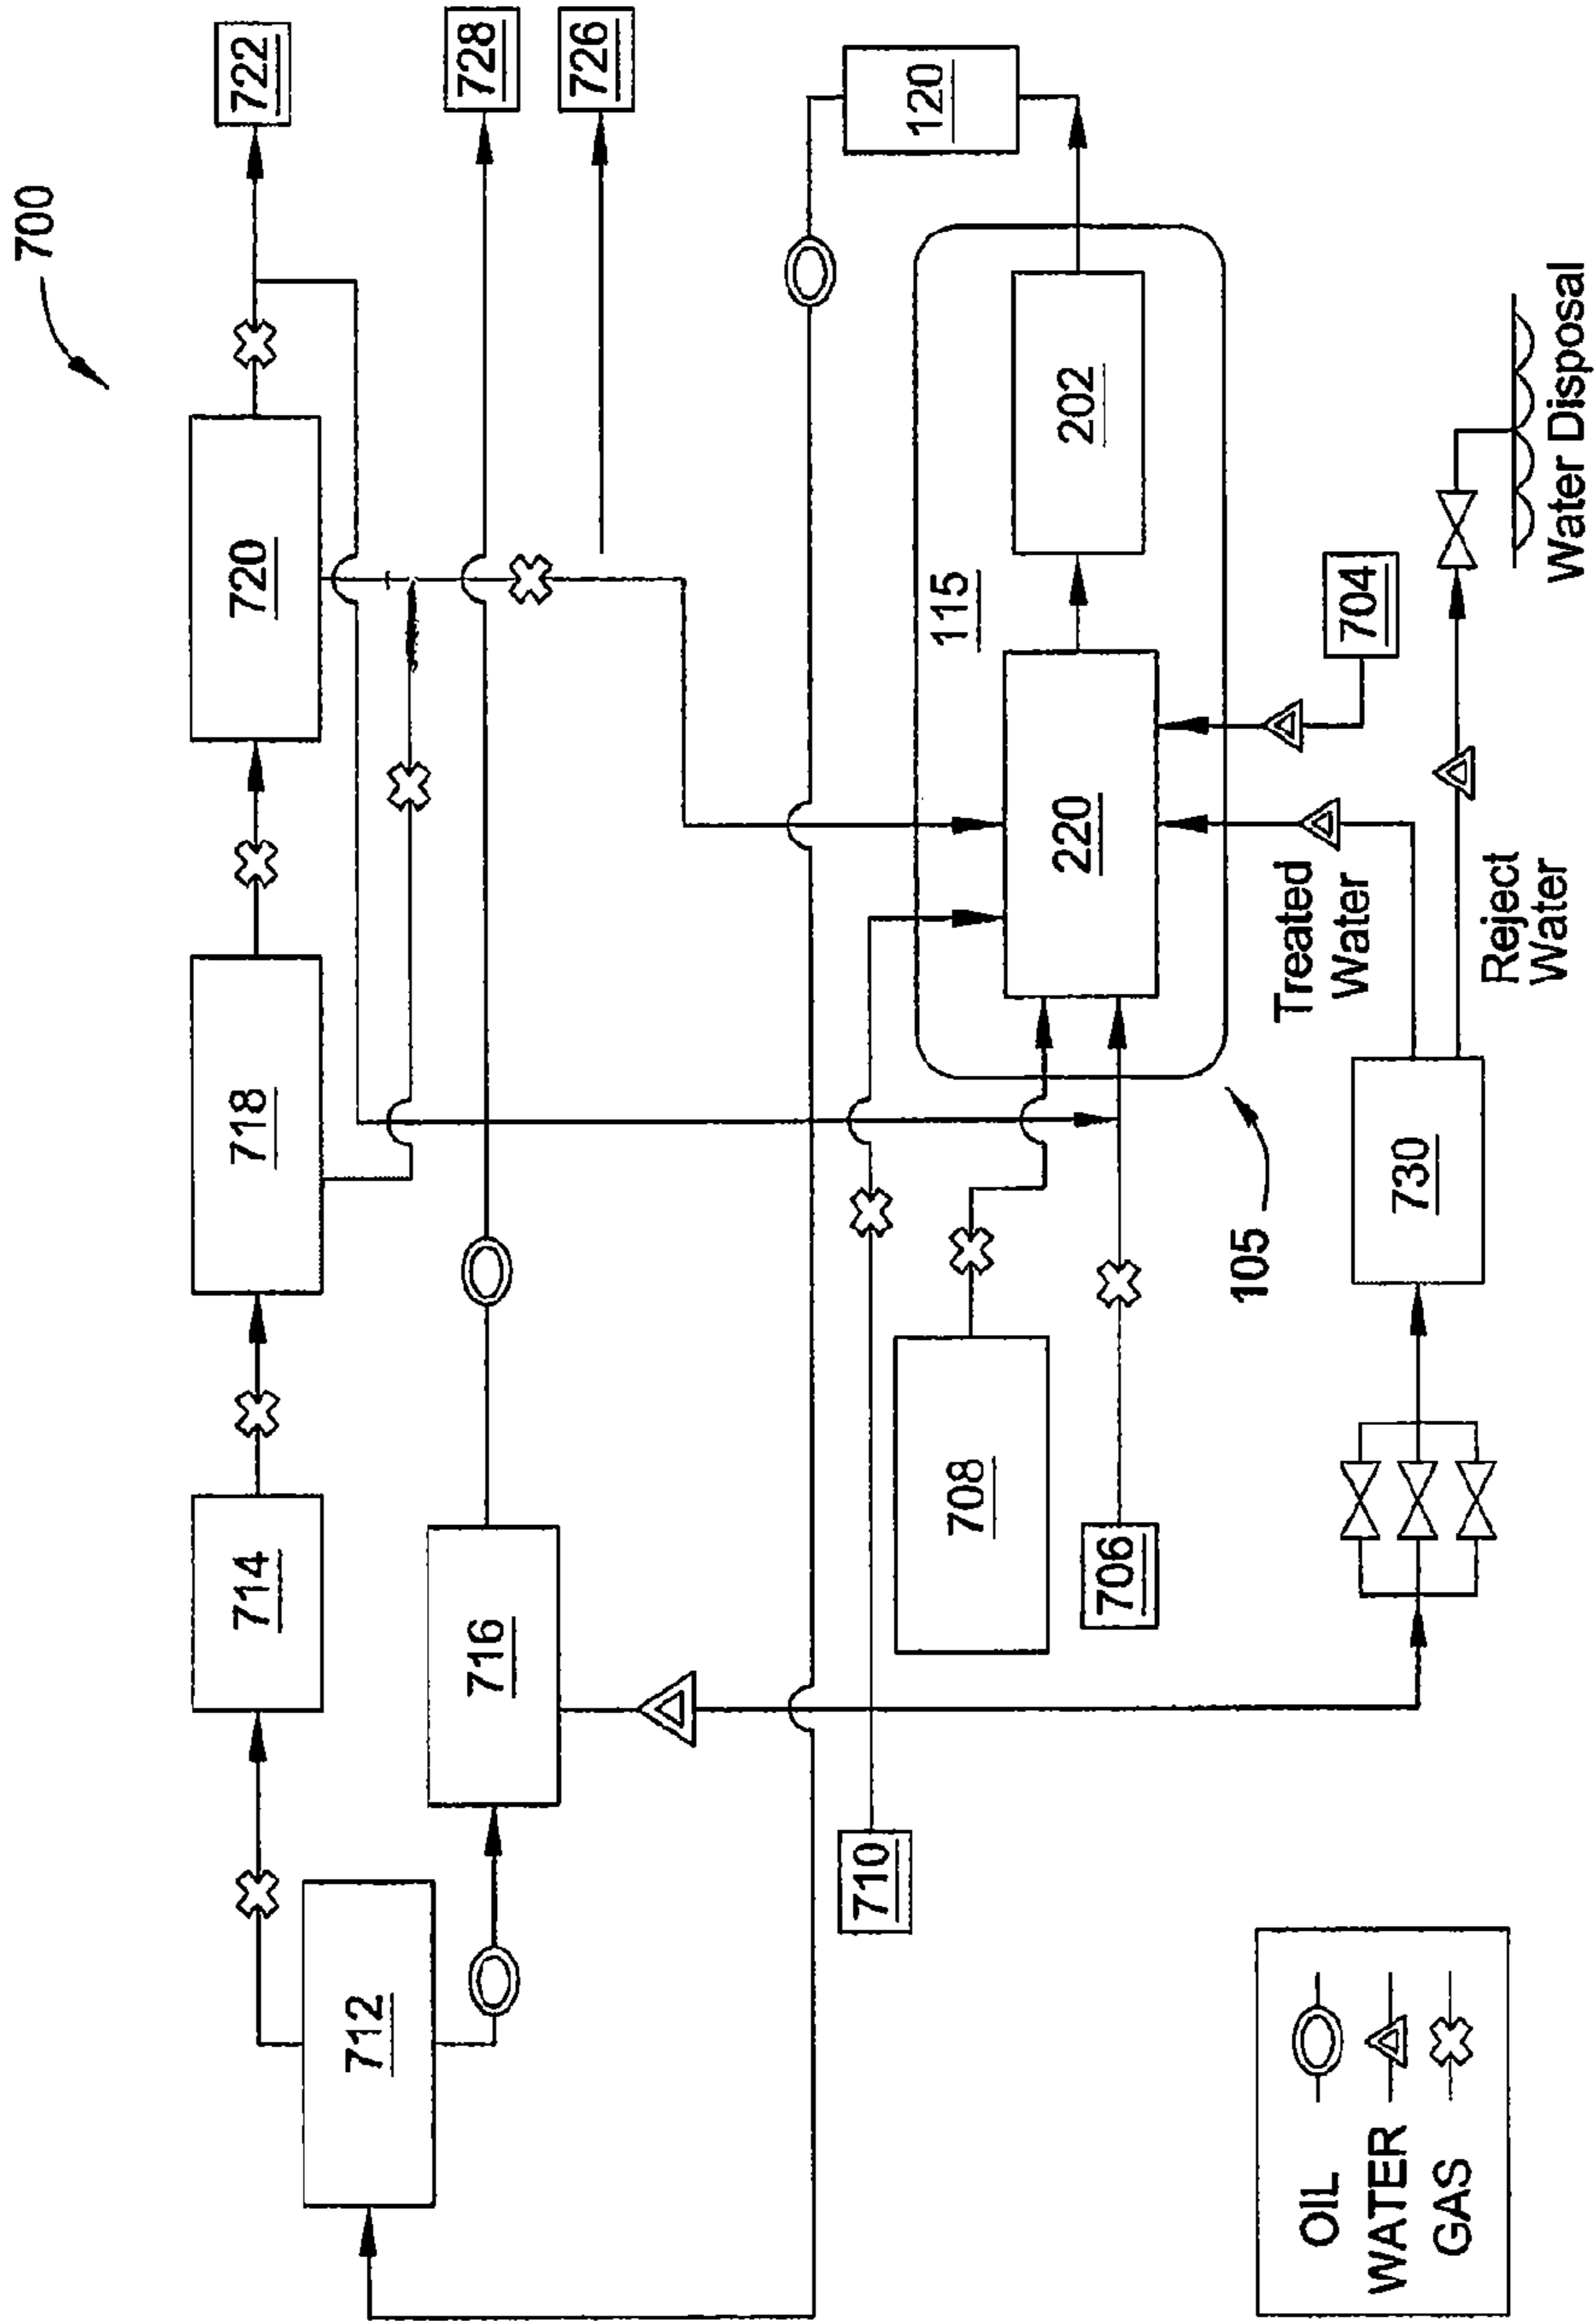 700
722
728
726
720
718
714
712
716
120
202
115
220
704
710
708
706
105
730
Treated
Water
Reject
Water
Water Disposal
OIL
WATER
GAS